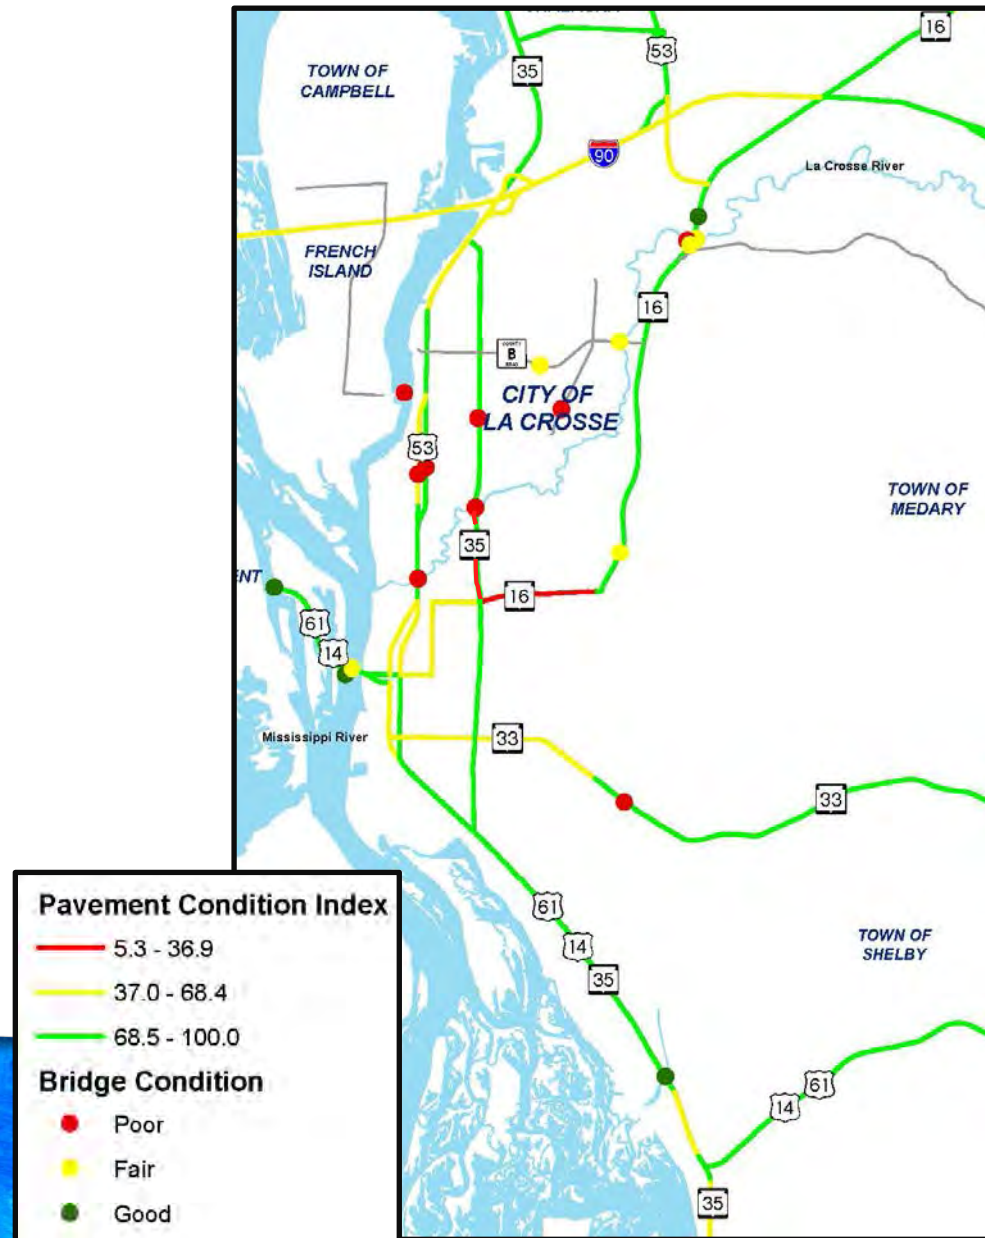 16
53
35
TOWN OF
CAMPBELL
90
La Crosse River
FRENCH
ISLAND
16
COUNTY
B
CITY OF
LA CROSSE
53
TOWN OF
MEDARY
35
ENT
16
61
14
Mississippi River
33
33
61
14
35
TOWN OF
SHELBY
61
14
35
Pavement Condition Index
5.3 - 36.9
37.0 - 68.4
68.5 - 100.0
Bridge Condition
Poor
Fair
Good